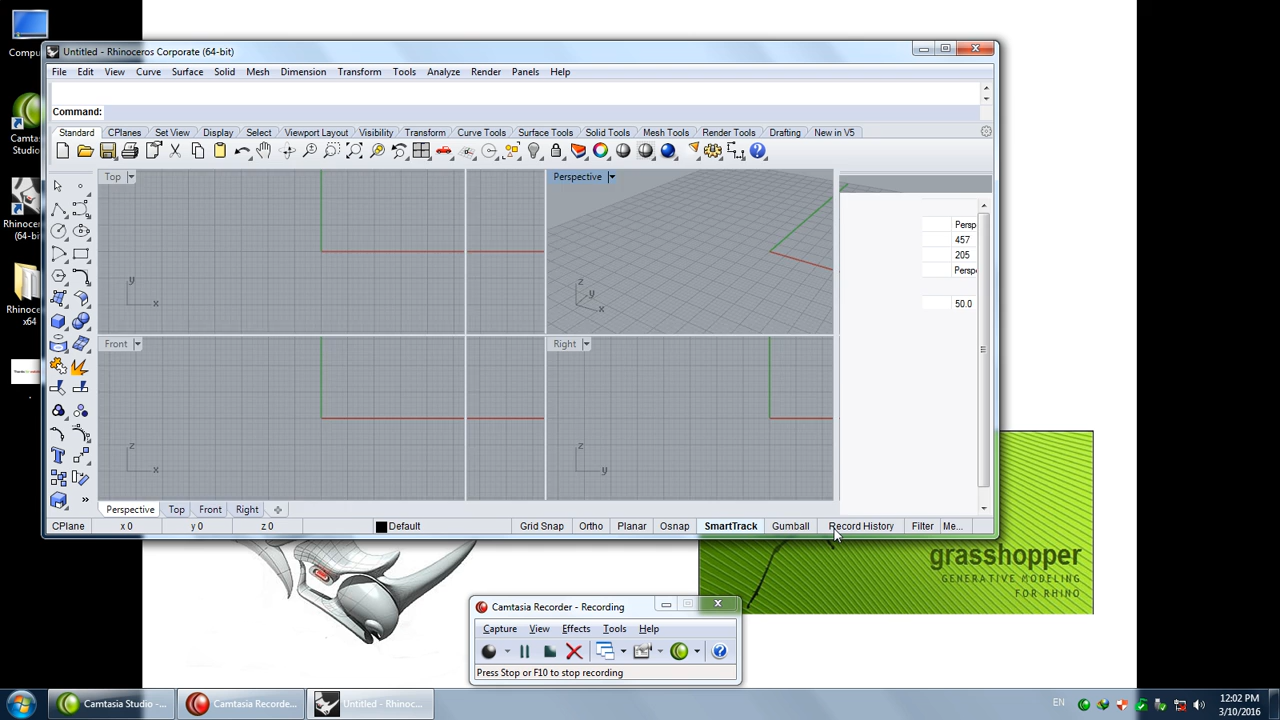 Compu
Camtasia
Studio...
Rhinoce
(64-bit)
Rhinoc
x64
Untitled - Rhinoceros Corporate (64-bit)
File Edit View Curve Surface Solid Mesh Dimension Transform Tools Analyze Render Panels Help
Command:
Standard CPlanes Set View Display Select Viewport Layout Visibility Transform Curve Tools Surface Tools Solid Tools Mesh Tools Render Tools Drafting New in V5
Top Perspective
Persp
457
205
Persp
50.0
y x
z y x
Front Right
z x
z y
Perspective Top Front Right
CPlane x 0 y 0 z 0 Default Grid Snap Ortho Planar Osnap SmartTrack Gumball Record History Filter Me...
grasshopper
GENERATIVE MODELING
FOR RHINO
Camtasia Recorder - Recording
Capture View Effects Tools Help
Press Stop or F10 to stop recording
Camtasia Studio -... Camtasia Recorde... Untitled - Rhinoc...
EN
12:02 PM
3/10/2016